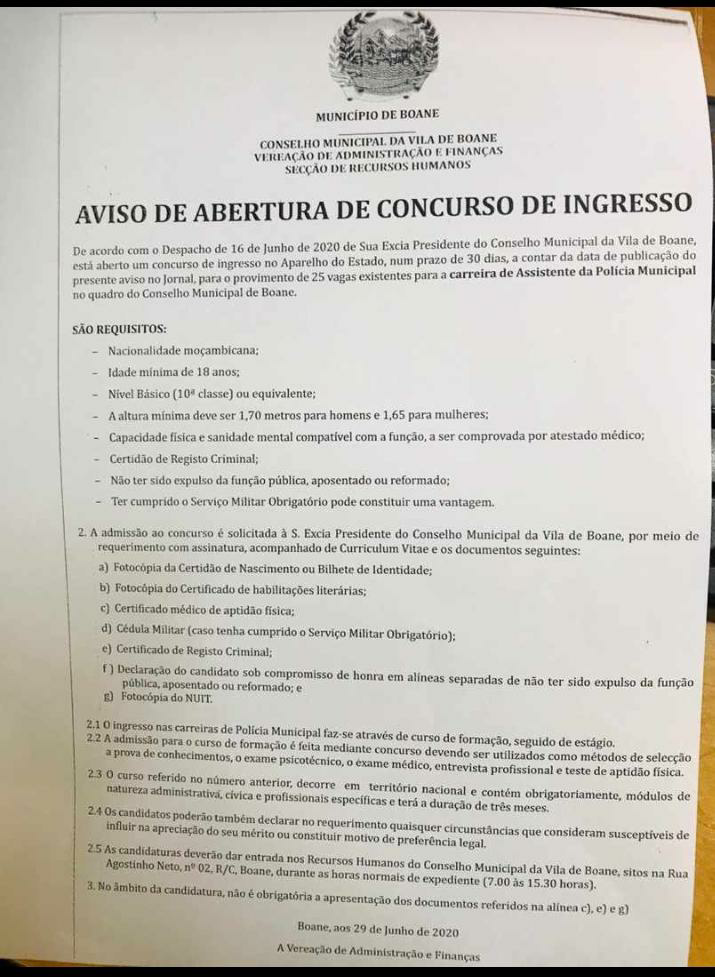 MUNICÍPIO DE BOANE
CONSELHO MUNICIPAL DA VILA DE BOANE
VEREAÇÃO DE ADMINISTRAÇÃO E FINANÇAS
SECÇÃO DE RECURSOS HUMANOS
AVISO DE ABERTURA DE CONCURSO DE INGRESSO
De acordo com o Despacho de 16 de Junho de 2020 de Sua Excia Presidente do Conselho Municipal da Vila de Boane,
está aberto um concurso de ingresso no Aparelho do Estado, num prazo de 30 dias, a contar da data de publicação do
presente aviso no Jornal, para o provimento de 25 vagas existentes para a carreira de Assistente da Polícia Municipal
no quadro do Conselho Municipal de Boane.
SÃO REQUISITOS:
– Nacionalidade moçambicana;
– Idade mínima de 18 anos;
– Nível Básico (10ª classe) ou equivalente;
– A altura mínima deve ser 1,70 metros para homens e 1,65 para mulheres;
– Capacidade física e sanidade mental compatível com a função, a ser comprovada por atestado médico;
– Certidão de Registo Criminal;
– Não ter sido expulso da função pública, aposentado ou reformado;
– Ter cumprido o Serviço Militar Obrigatório pode constituir uma vantagem.
2. A admissão ao concurso é solicitada à S. Excia Presidente do Conselho Municipal da Vila de Boane, por meio de
requerimento com assinatura, acompanhado de Curriculum Vitae e os documentos seguintes:
a) Fotocópia da Certidão de Nascimento ou Bilhete de Identidade;
b) Fotocópia do Certificado de habilitações literárias;
c) Certificado médico de aptidão física;
d) Cédula Militar (caso tenha cumprido o Serviço Militar Obrigatório);
e) Certificado de Registo Criminal;
f ) Declaração do candidato sob compromisso de honra em alíneas separadas de não ter sido expulso da função
pública, aposentado ou reformado; e
g) Fotocópia do NUIT.
2.1 O ingresso nas carreiras de Polícia Municipal faz-se através de curso de formação, seguido de estágio.
2.2 A admissão para o curso de formação é feita mediante concurso devendo ser utilizados como métodos de selecção
a prova de conhecimentos, o exame psicotécnico, o exame médico, entrevista profissional e teste de aptidão física.
2.3 O curso referido no número anterior, decorre em território nacional e contém obrigatoriamente, módulos de
natureza administrativa, cívica e profissionais específicas e terá a duração de três meses.
2.4 Os candidatos poderão também declarar no requerimento quaisquer circunstâncias que consideram susceptíveis de
influir na apreciação do seu mérito ou constituir motivo de preferência legal.
2.5 As candidaturas deverão dar entrada nos Recursos Humanos do Conselho Municipal da Vila de Boane, sitos na Rua
Agostinho Neto, nº 02, R/C, Boane, durante as horas normais de expediente (7.00 às 15.30 horas).
3. No âmbito da candidatura, não é obrigatória a apresentação dos documentos referidos na alínea c), e) e g)
Boane, aos 29 de Junho de 2020
A Vereação de Administração e Finanças